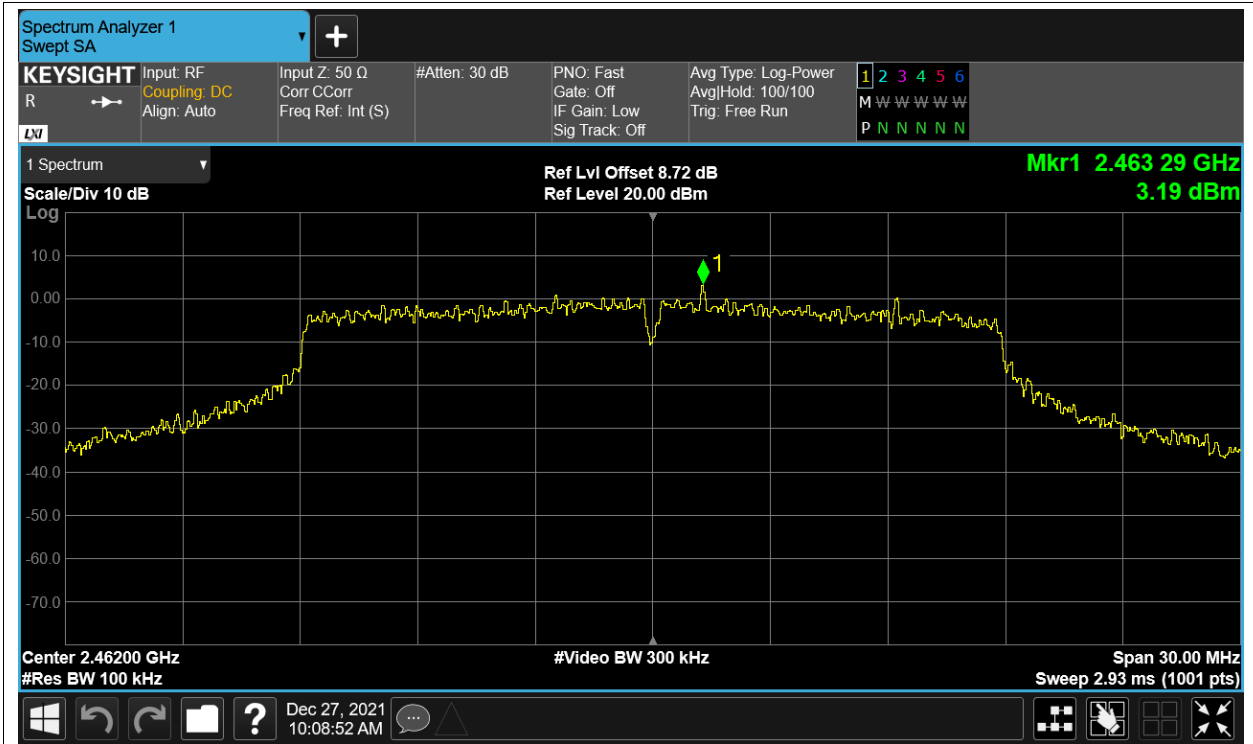 Spectrum Analyzer 1
Swept SA
KEYSIGHT
R
LXI
Input: RF
Coupling: DC
Align: Auto
Input Z: 50 Ω
Corr CCorr
Freq Ref: Int (S)
#Atten: 30 dB
PNO: Fast
Gate: Off
IF Gain: Low
Sig Track: Off
Avg Type: Log-Power
Avg|Hold: 100/100
Trig: Free Run
1 2 3 4 5 6
M W W W W W
P N N N N N
1 Spectrum
Scale/Div 10 dB
Log
Ref Lvl Offset 8.72 dB
Ref Level 20.00 dBm
Mkr1 2.463 29 GHz
3.19 dBm
1
10.0
0.00
-10.0
-20.0
-30.0
-40.0
-50.0
-60.0
-70.0
Center 2.46200 GHz
#Res BW 100 kHz
#Video BW 300 kHz
Span 30.00 MHz
Sweep 2.93 ms (1001 pts)
?
Dec 27, 2021
10:08:52 AM